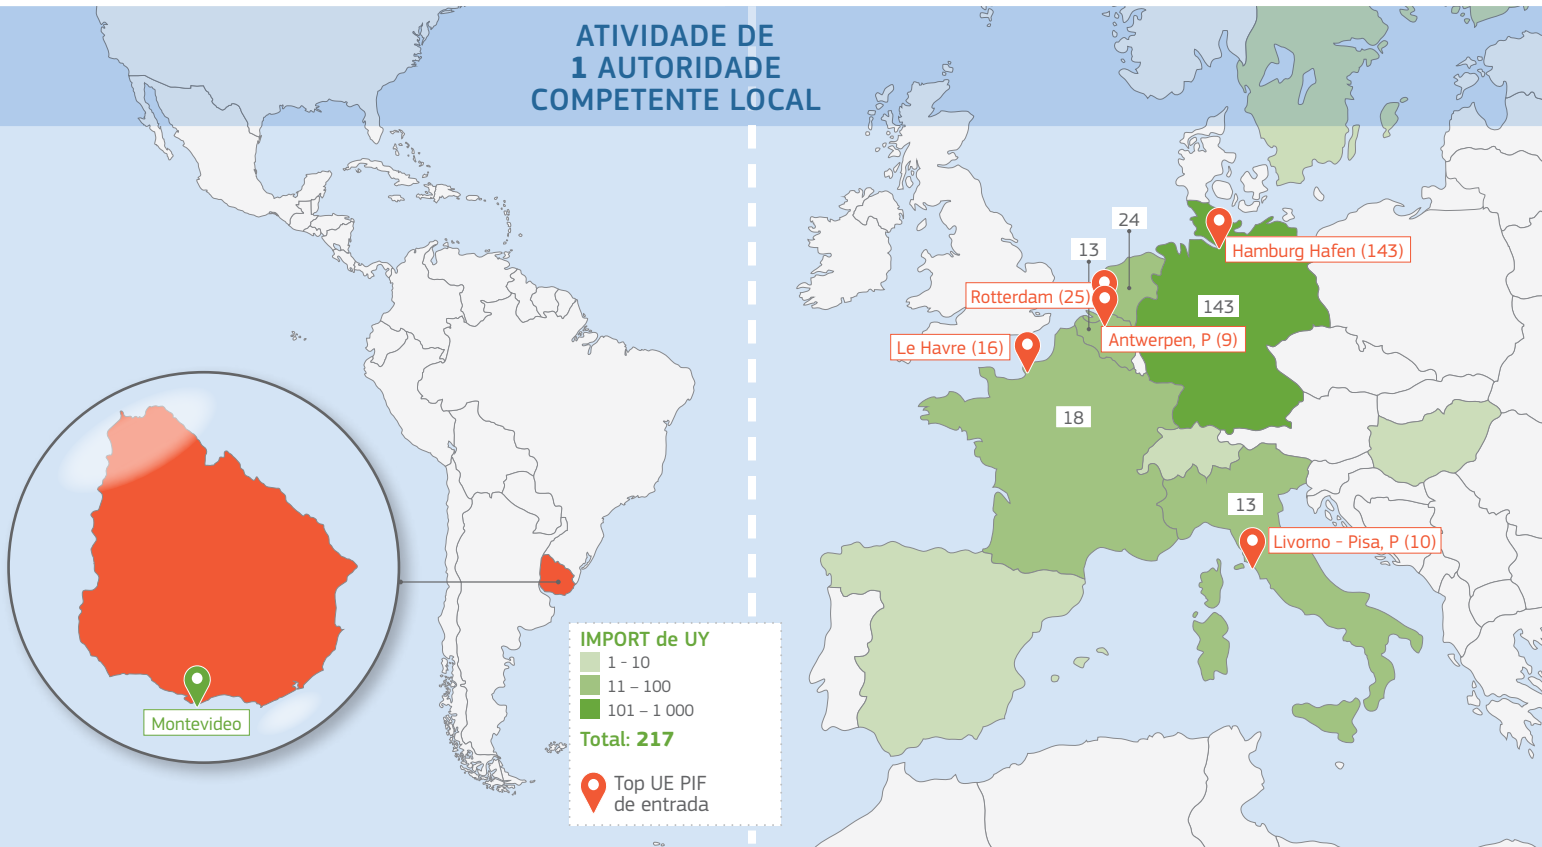 ATIVIDADE DE
1 AUTORIDADE
COMPETENTE LOCAL
24
13
Hamburg Hafen (143)
Rotterdam (25)
143
Antwerpen, P (9)
Le Havre (16)
18
13
Livorno - Pisa, P (10)
Montevideo
IMPORT de UY
1 - 10
11 – 100
101 – 1 000
Total: 217
Top UE PIF
de entrada